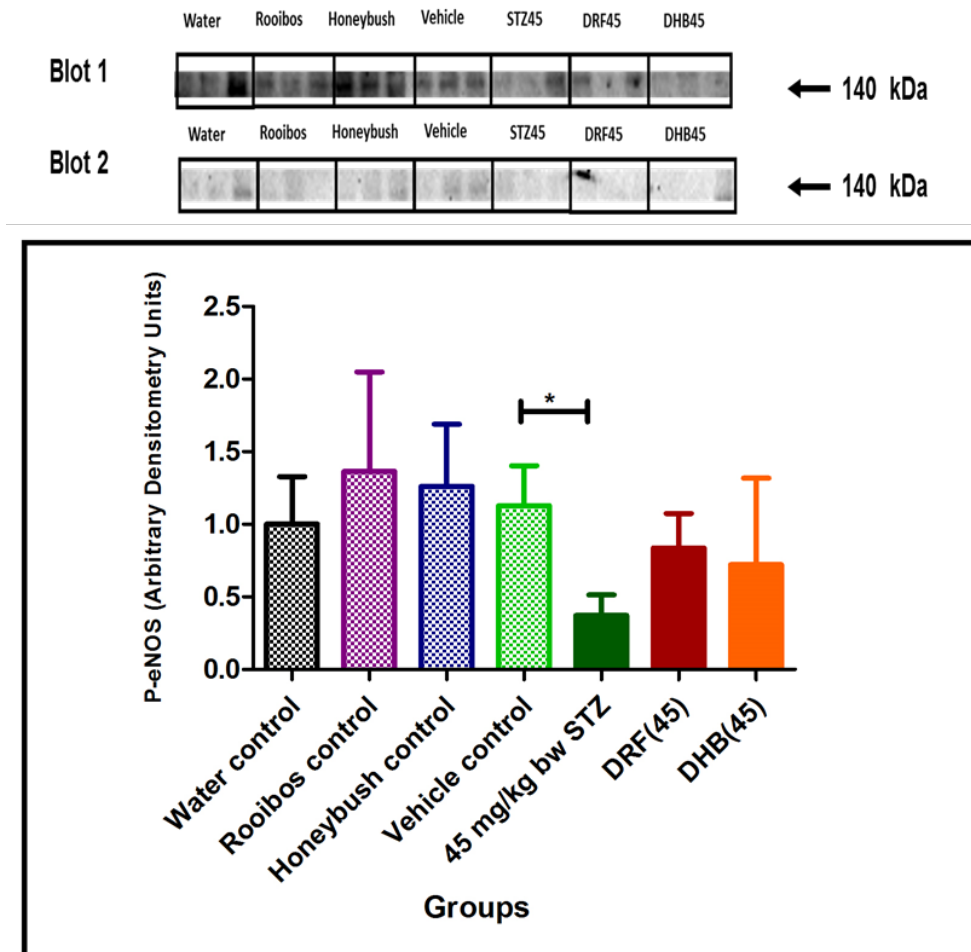 Water Rooibos Honeybush Vehicle STZ45 DRF45 DHB45
Blot 1
140 kDa
Water Rooibos Honeybush Vehicle STZ45 DRF45 DHB45
Blot 2
140 kDa
P-eNOS (Arbitrary Densitometry Units)
2.5
2.0
1.5
1.0
0.5
0.0
*
Water control
Rooibos control
Honeybush control
Vehicle control
45 mg/kg bw STZ
DRF(45)
DHB(45)
Groups